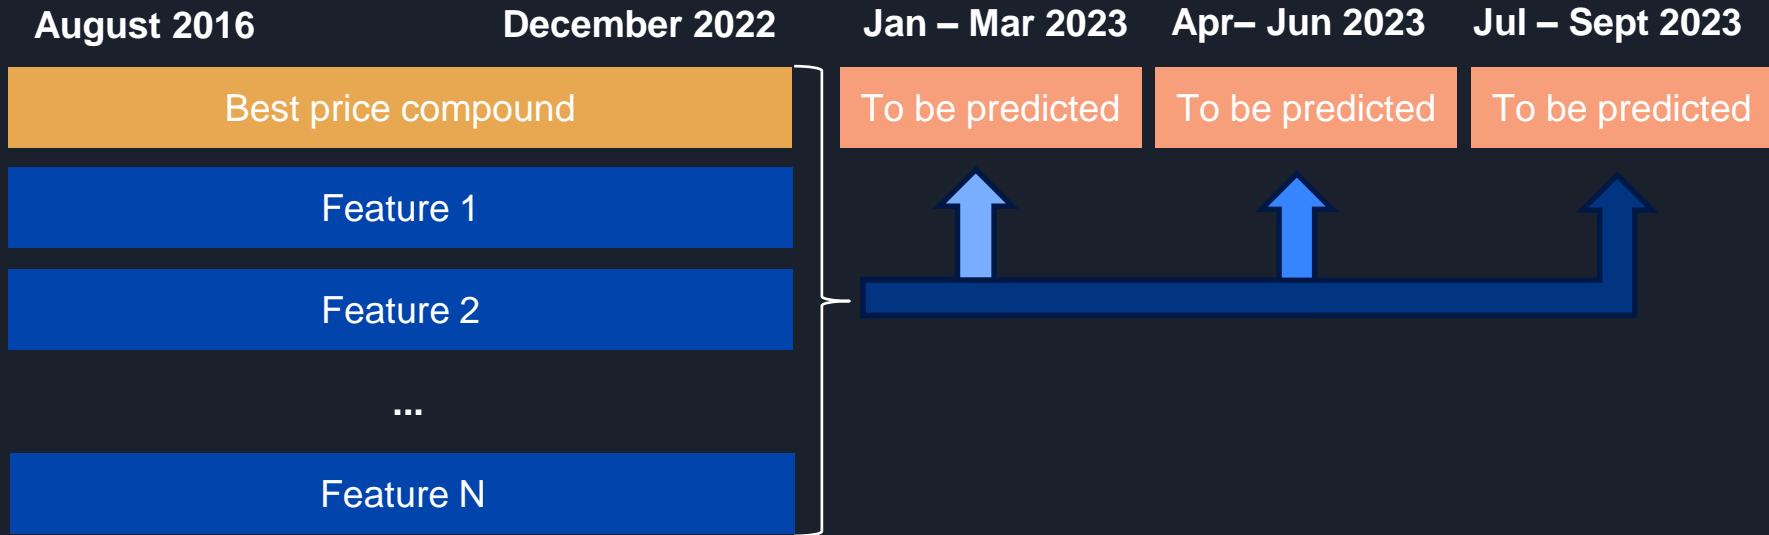 August 2016
December 2022
Jan – Mar 2023
Apr– Jun 2023
Jul – Sept 2023
Best price compound
To be predicted
To be predicted
To be predicted
Feature 1
Feature 2
...
Feature N